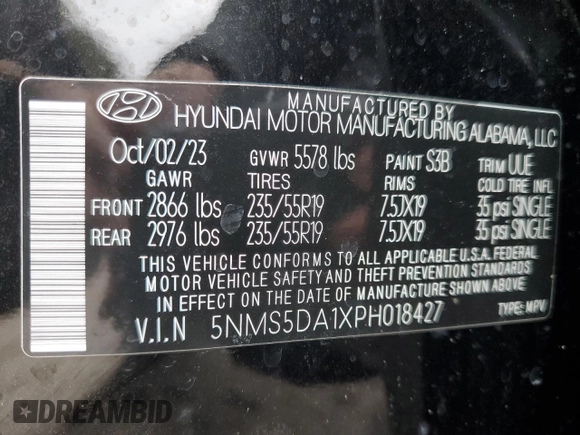 MANUFACTURED BY
HYUNDAI MOTOR MANUFACTURING ALABAMA, LLC
Oct/02/23 GVWR 5578 lbs PAINT S3B TRIM UUE
GAWR TIRES RIMS COLD TIRE INFL
FRONT 2866 lbs 235/55R19 7.5JX19 35 psi SINGLE
REAR 2976 lbs 235/55R19 7.5JX19 35 psi SINGLE
THIS VEHICLE CONFORMS TO ALL APPLICABLE U.S.A. FEDERAL
MOTOR VEHICLE SAFETY AND THEFT PREVENTION STANDARDS
IN EFFECT ON THE DATE OF MANUFACTURE SHOWN ABOVE
V.I.N 5NMS5DA1XPH018427 TYPE: MPV
DREAMBID